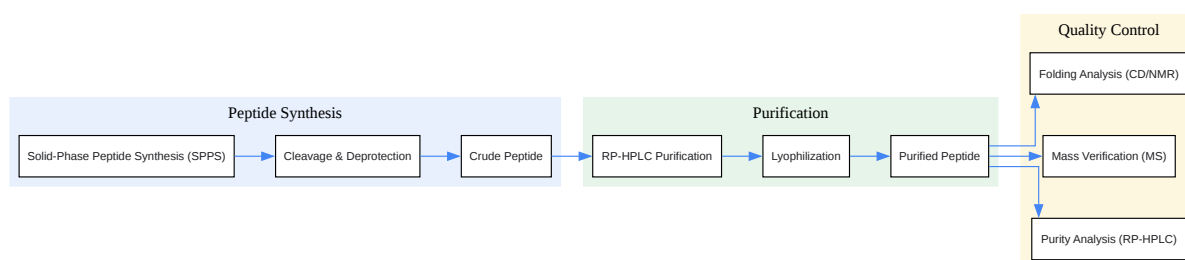 Quality Control
Folding Analysis (CD/NMR)
Peptide Synthesis
Purification
Solid-Phase Peptide Synthesis (SPPS)
Cleavage & Deprotection
Crude Peptide
RP-HPLC Purification
Lyophilization
Purified Peptide
Mass Verification (MS)
Purity Analysis (RP-HPLC)